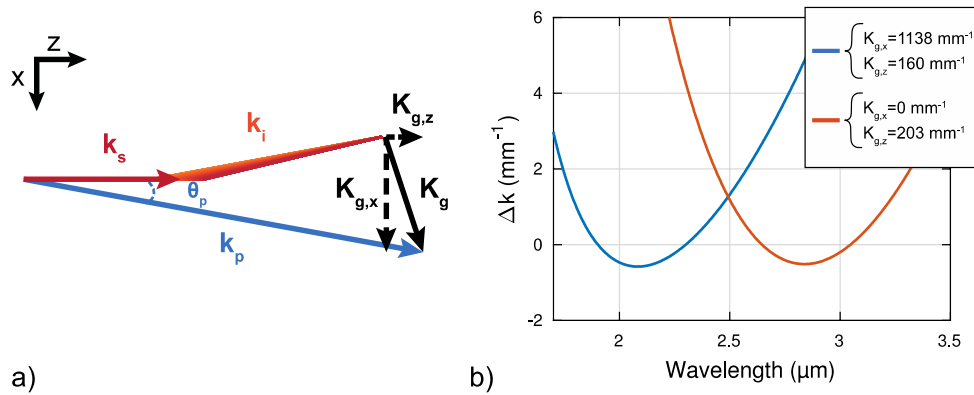 z
x
k_s
k_i
K_g,z
K_g,x
K_g
θ_p
k_p
a)
6
4
2
0
-2
Δk (mm⁻¹)
2
2.5
3
3.5
Wavelength (μm)
K_g,x=1138 mm⁻¹
K_g,z=160 mm⁻¹
K_g,x=0 mm⁻¹
K_g,z=203 mm⁻¹
b)